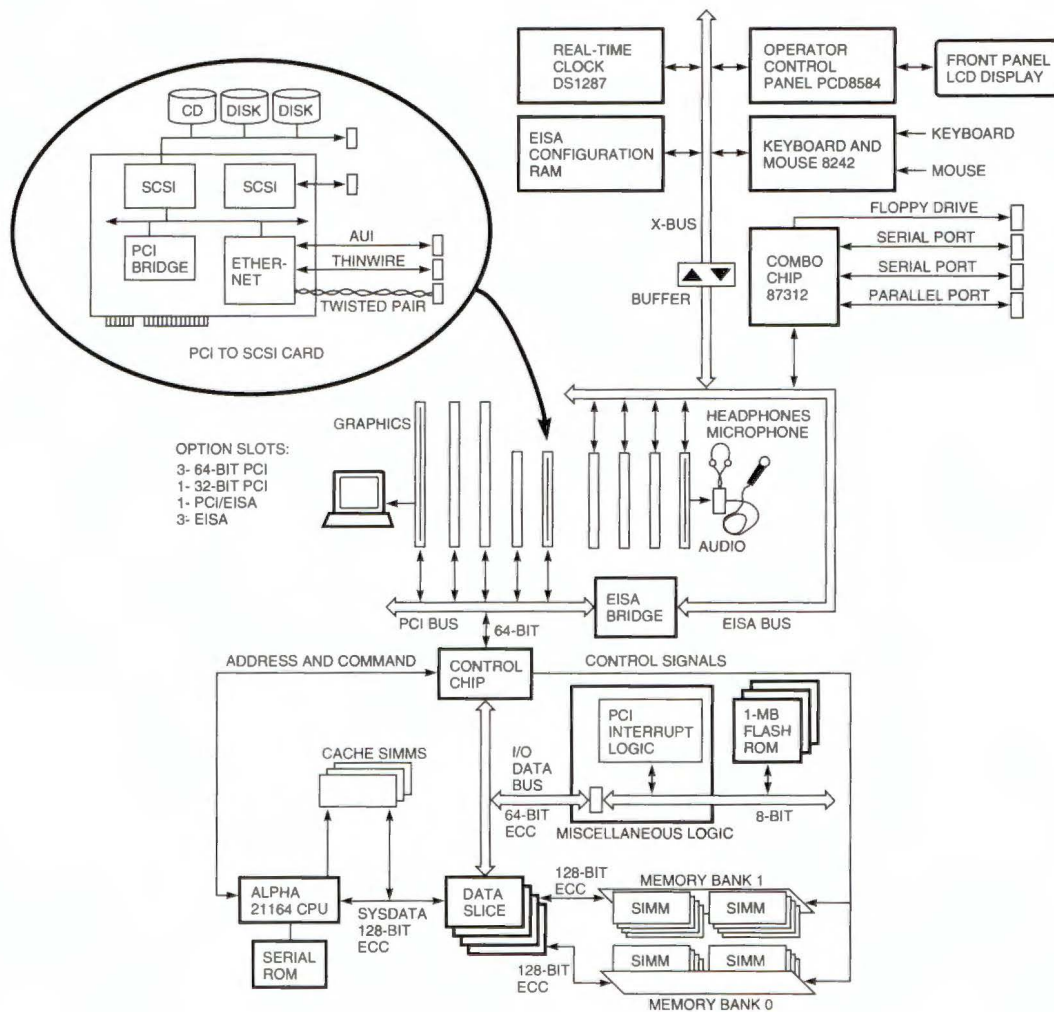 REAL-TIME
CLOCK
DS1287
OPERATOR
CONTROL
PANEL PCD8584
FRONT PANEL
LCD DISPLAY
EISA
CONFIGURATION
RAM
KEYBOARD AND
MOUSE 8242
KEYBOARD
MOUSE
X-BUS
BUFFER
COMBO
CHIP
87312
FLOPPY DRIVE
SERIAL PORT
SERIAL PORT
PARALLEL PORT
CD
DISK
DISK
SCSI
SCSI
PCI
BRIDGE
ETHER-
NET
AUI
THINWIRE
TWISTED PAIR
PCI TO SCSI CARD
GRAPHICS
OPTION SLOTS:
3- 64-BIT PCI
1- 32-BIT PCI
1- PCI/EISA
3- EISA
HEADPHONES
MICROPHONE
AUDIO
PCI BUS
64-BIT
EISA
BRIDGE
EISA BUS
ADDRESS AND COMMAND
CONTROL
CHIP
CONTROL SIGNALS
PCI
INTERRUPT
LOGIC
1-MB
FLASH
ROM
CACHE SIMMS
I/O
DATA
BUS
64-BIT
ECC
MISCELLANEOUS LOGIC
8-BIT
ALPHA
21164 CPU
SERIAL
ROM
SYSDATA
128-BIT
ECC
DATA
SLICE
128-BIT
ECC
MEMORY BANK 1
SIMM
SIMM
128-BIT
ECC
SIMM
SIMM
MEMORY BANK 0